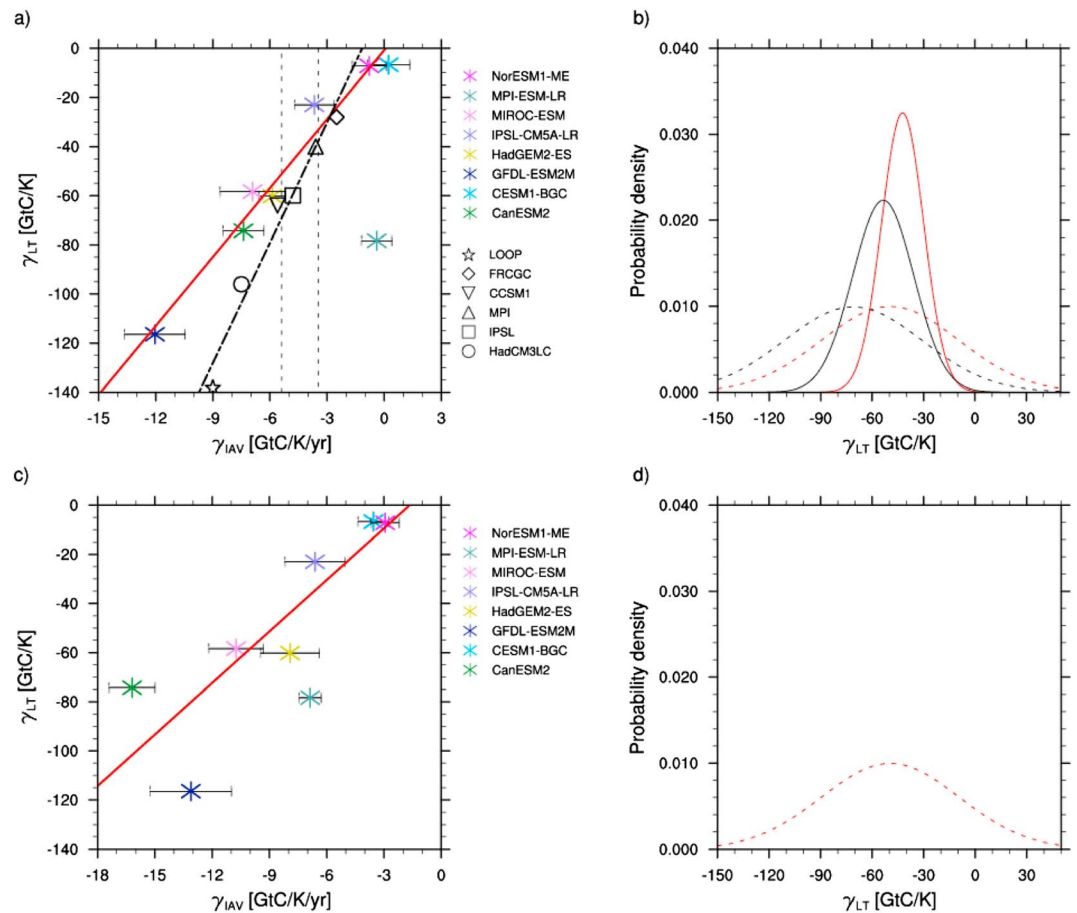 a)
0
-20
-40
-60
-80
-100
-120
-140
γLT [GtC/K]
-15 -12 -9 -6 -3 0 3
γIAV [GtC/K/yr]
NorESM1-ME
MPI-ESM-LR
MIROC-ESM
IPSL-CM5A-LR
HadGEM2-ES
GFDL-ESM2M
CESM1-BGC
CanESM2
LOOP
FRCGC
CCSM1
MPI
IPSL
HadCM3LC
b)
0.040
0.030
0.020
0.010
0.000
Probability density
-150 -120 -90 -60 -30 0 30
γLT [GtC/K]
c)
0
-20
-40
-60
-80
-100
-120
-140
γLT [GtC/K]
-18 -15 -12 -9 -6 -3 0
γIAV [GtC/K/yr]
NorESM1-ME
MPI-ESM-LR
MIROC-ESM
IPSL-CM5A-LR
HadGEM2-ES
GFDL-ESM2M
CESM1-BGC
CanESM2
d)
0.040
0.030
0.020
0.010
0.000
Probability density
-150 -120 -90 -60 -30 0 30
γLT [GtC/K]